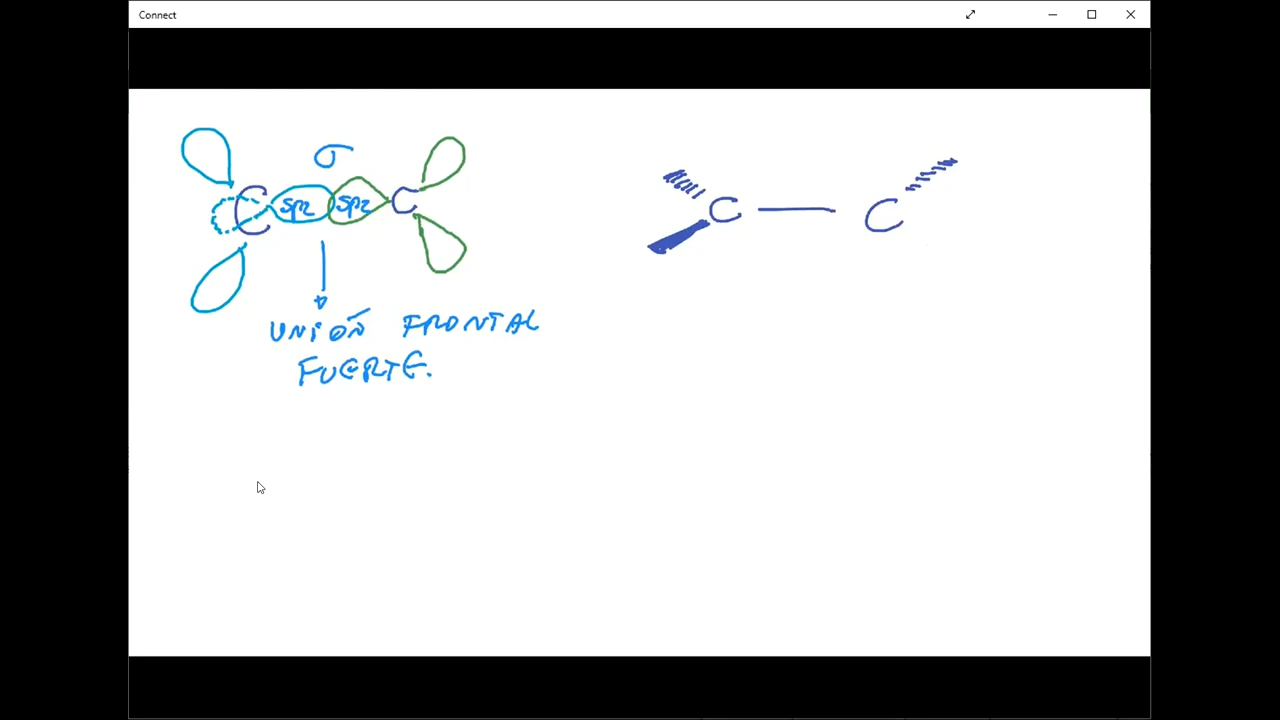 Connect
σ
C sp2 sp2 C
C C
UNIÓN FRONTAL
FUERTE.